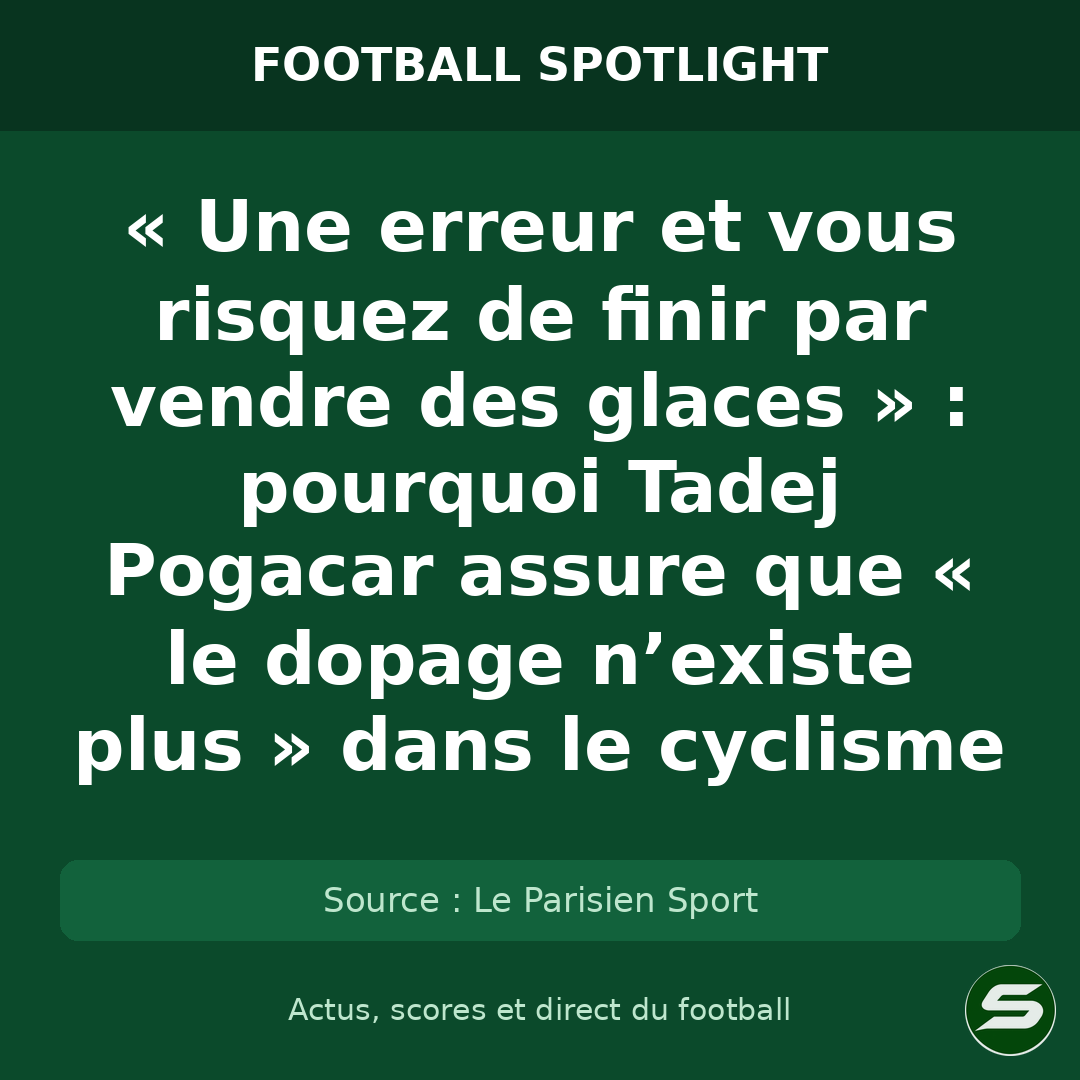 FOOTBALL SPOTLIGHT
« Une erreur et vous
risquez de finir par
vendre des glaces » :
pourquoi Tadej
Pogacar assure que «
le dopage n’existe
plus » dans le cyclisme
Source : Le Parisien Sport
Actus, scores et direct du football
S